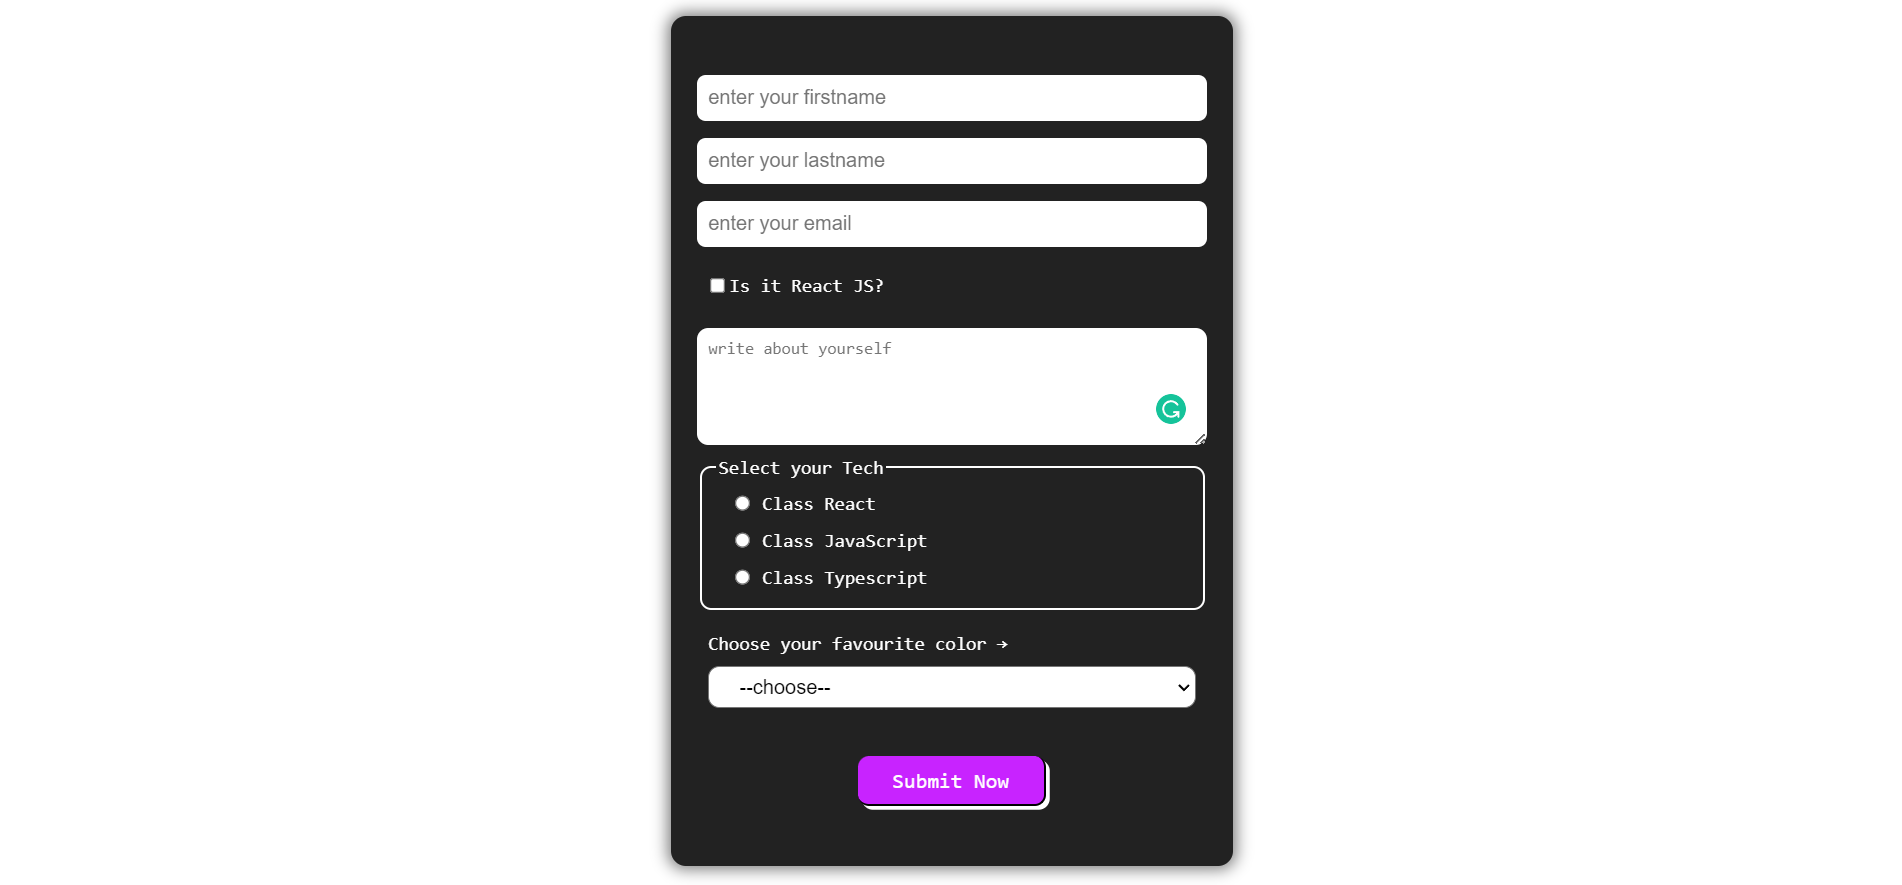 enter your firstname
enter your lastname
enter your email
Is it React JS?
write about yourself
Select your Tech
Class React
Class JavaScript
Class Typescript
Choose your favourite color →
--choose--
Submit Now